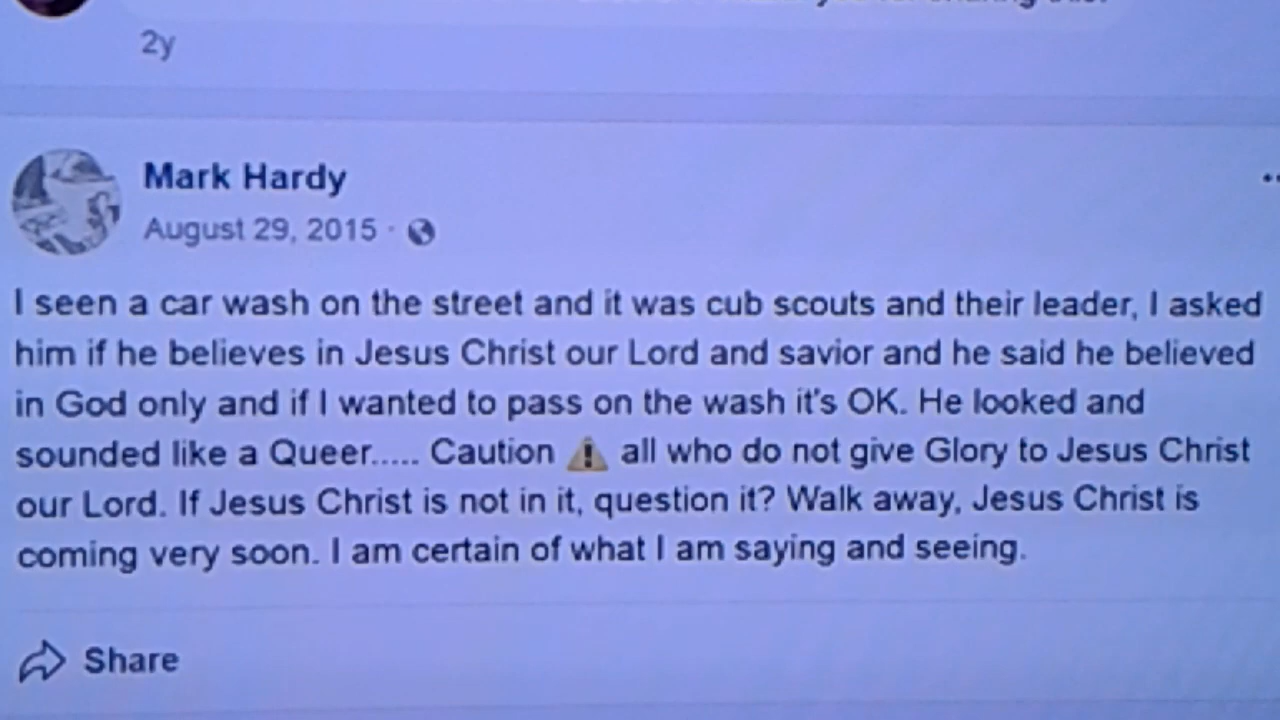 2y
Mark Hardy
August 29, 2015 ·
I seen a car wash on the street and it was cub scouts and their leader, I asked
him if he believes in Jesus Christ our Lord and savior and he said he believed
in God only and if I wanted to pass on the wash it's OK. He looked and
sounded like a Queer..... Caution ⚠ all who do not give Glory to Jesus Christ
our Lord. If Jesus Christ is not in it, question it? Walk away, Jesus Christ is
coming very soon. I am certain of what I am saying and seeing.
Share